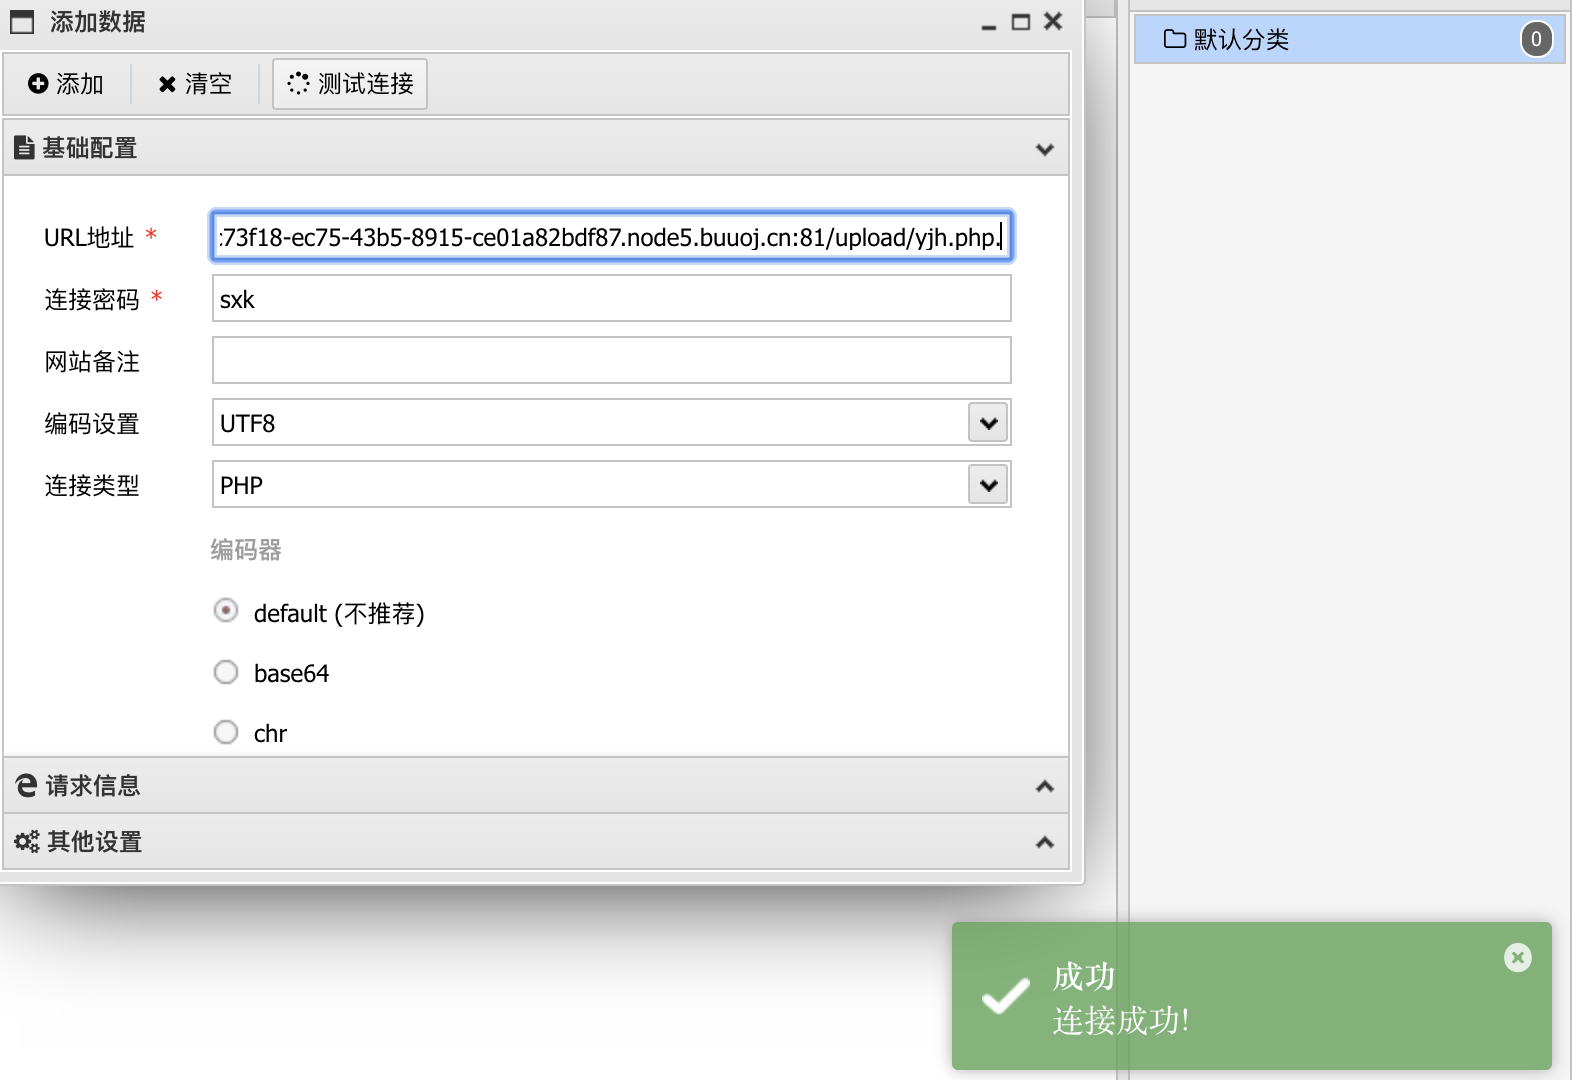 添加数据
添加 清空 测试连接
基础配置
URL地址 * :73f18-ec75-43b5-8915-ce01a82bdf87.node5.buuoj.cn:81/upload/yjh.php.
连接密码 * sxk
网站备注
编码设置 UTF8
连接类型 PHP
编码器
default (不推荐)
base64
chr
请求信息
其他设置
默认分类 0
成功
连接成功!